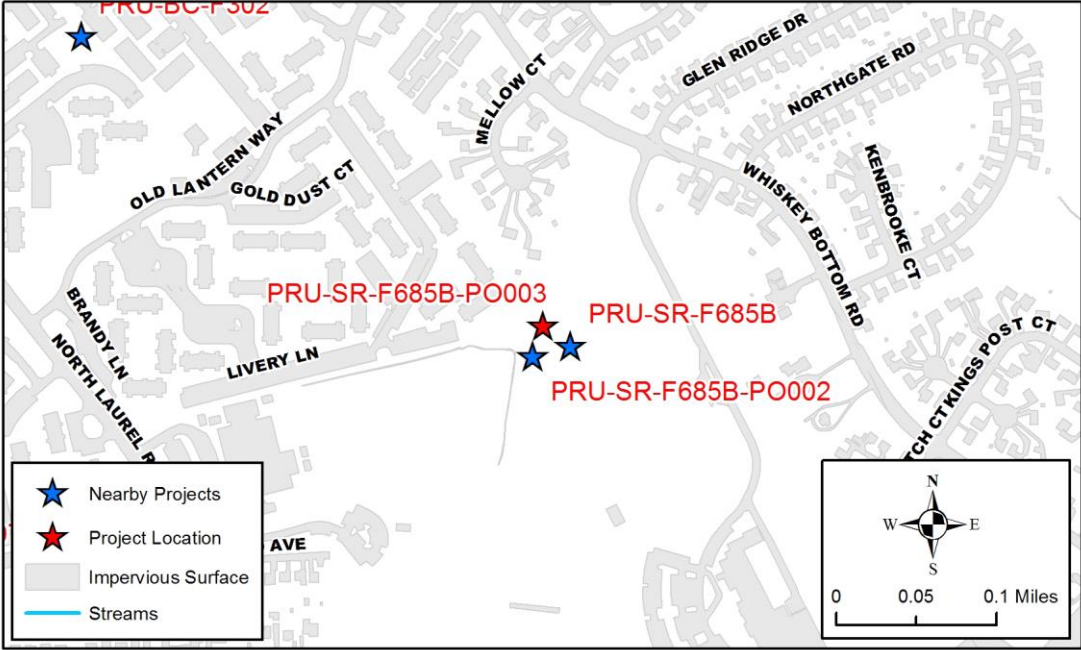 PRU-BC-F302
GLEN RIDGE DR
NORTHGATE RD
MELLOW CT
OLD LANTERN WAY
GOLD DUST CT
KENBROOKE CT
WHISKEY BOTTOM RD
PRU-SR-F685B-PO003
PRU-SR-F685B
BRANDY LN
LIVERY LN
NORTH LAUREL R
PRU-SR-F685B-PO002
TCH CT
KINGS POST CT
AVE
Nearby Projects
Project Location
Impervious Surface
Streams
N
W E
S
0 0.05 0.1 Miles